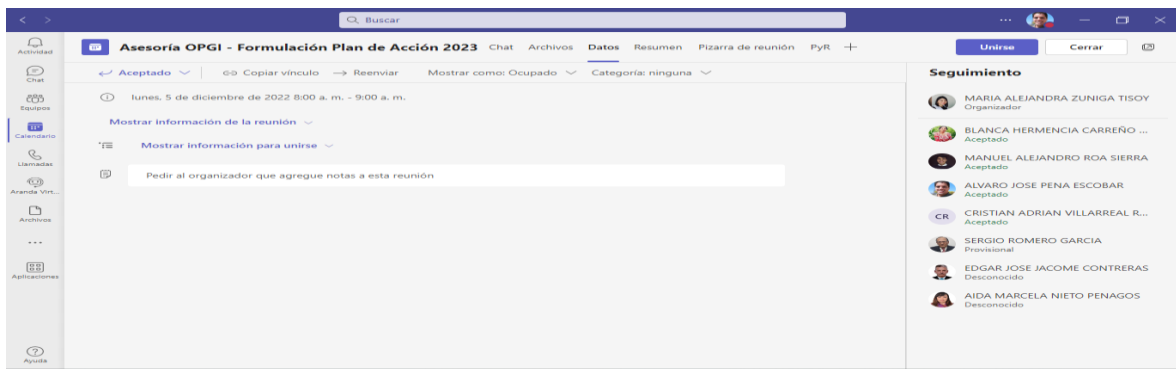 Buscar
Actividad
Chat
Equipos
Calendario
Llamadas
Aranda Virt...
Archivos
Aplicaciones
Ayuda
Asesoría OPGI - Formulación Plan de Acción 2023 Chat Archivos Datos Resumen Pizarra de reunión PyR
Unirse Cerrar
Aceptado Copiar vínculo Reenviar Mostrar como: Ocupado Categoría: ninguna
lunes, 5 de diciembre de 2022 8:00 a. m. - 9:00 a. m.
Mostrar información de la reunión
Mostrar información para unirse
Pedir al organizador que agregue notas a esta reunión
Seguimiento
MARIA ALEJANDRA ZUNIGA TISOY
Organizador
BLANCA HERMENCIA CARREÑO ...
Aceptado
MANUEL ALEJANDRO ROA SIERRA
Aceptado
ALVARO JOSE PENA ESCOBAR
Aceptado
CR
CRISTIAN ADRIAN VILLARREAL R...
Aceptado
SERGIO ROMERO GARCIA
Provisional
EDGAR JOSE JACOME CONTRERAS
Desconocido
AIDA MARCELA NIETO PENAGOS
Desconocido